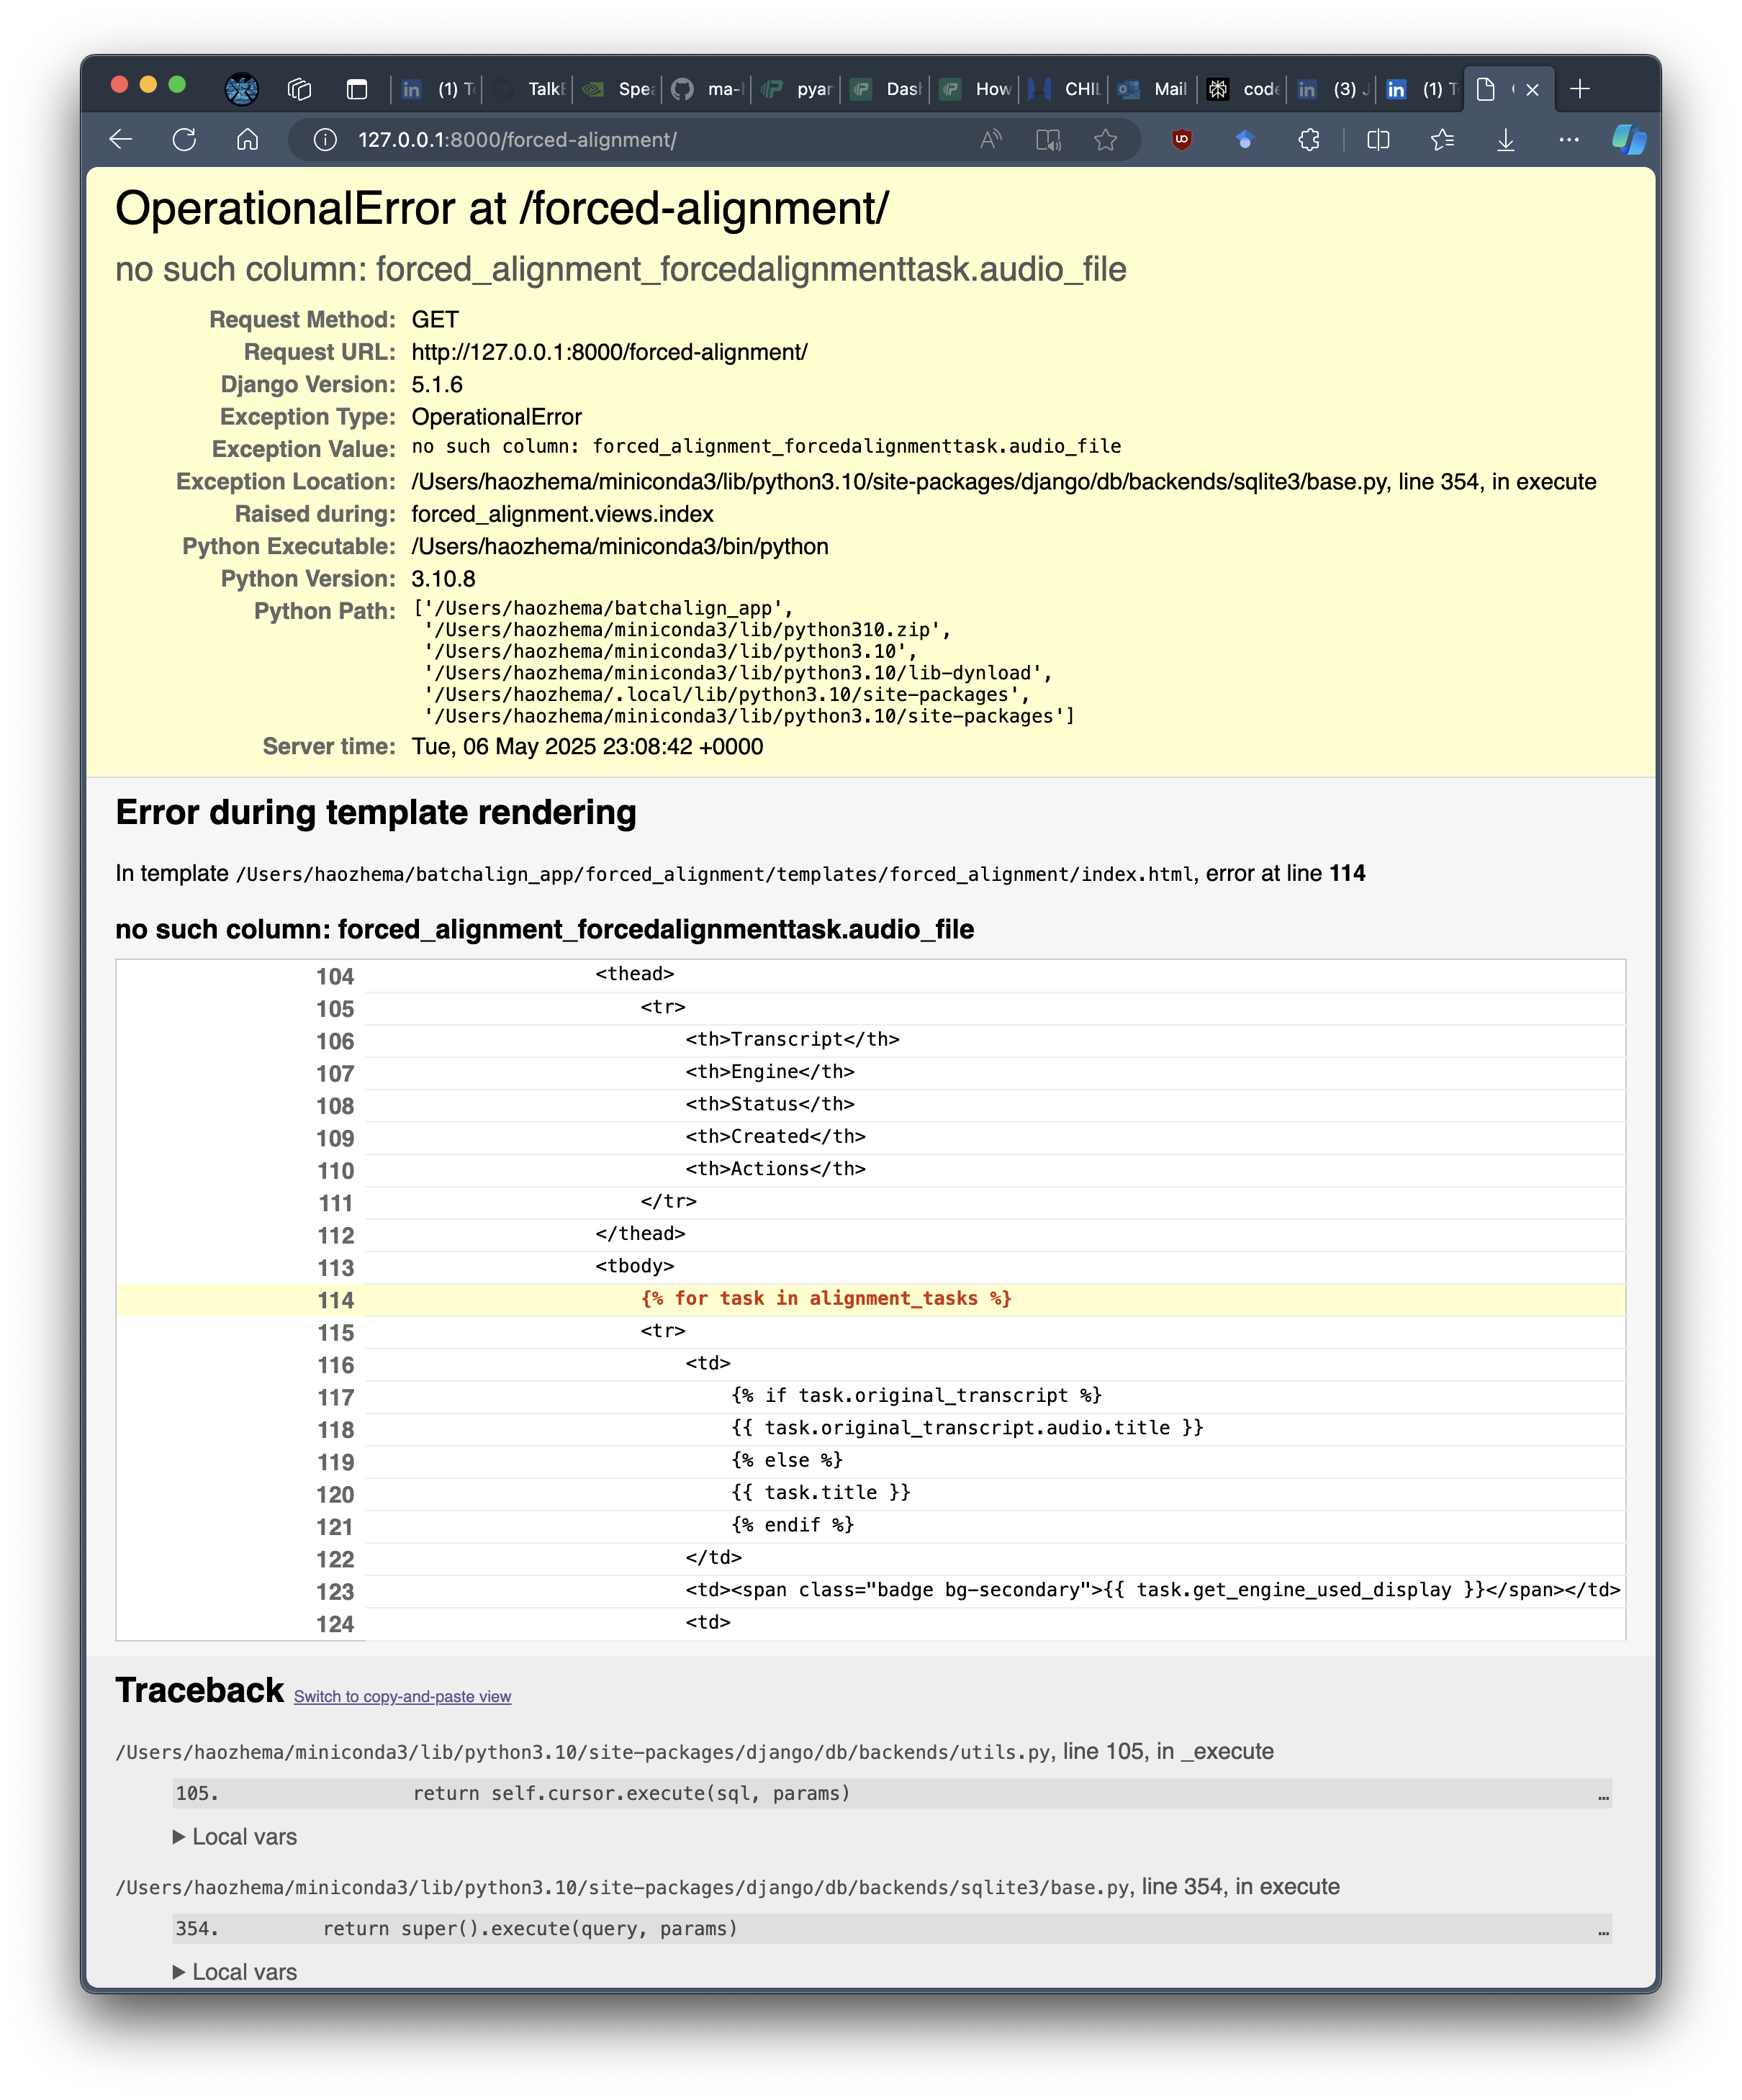 (1) T
Talk
Spea
ma-
pyan
Das
How
CHIL
Mail
code
(3) J
(1) T
127.0.0.1:8000/forced-alignment/
OperationalError at /forced-alignment/
no such column: forced_alignment_forcedalignmenttask.audio_file
Request Method: GET
Request URL: http://127.0.0.1:8000/forced-alignment/
Django Version: 5.1.6
Exception Type: OperationalError
Exception Value: no such column: forced_alignment_forcedalignmenttask.audio_file
Exception Location: /Users/haozhema/miniconda3/lib/python3.10/site-packages/django/db/backends/sqlite3/base.py, line 354, in execute
Raised during: forced_alignment.views.index
Python Executable: /Users/haozhema/miniconda3/bin/python
Python Version: 3.10.8
Python Path: ['/Users/haozhema/batchalign_app',
'/Users/haozhema/miniconda3/lib/python310.zip',
'/Users/haozhema/miniconda3/lib/python3.10',
'/Users/haozhema/miniconda3/lib/python3.10/lib-dynload',
'/Users/haozhema/.local/lib/python3.10/site-packages',
'/Users/haozhema/miniconda3/lib/python3.10/site-packages']
Server time: Tue, 06 May 2025 23:08:42 +0000
Error during template rendering
In template /Users/haozhema/batchalign_app/forced_alignment/templates/forced_alignment/index.html, error at line 114
no such column: forced_alignment_forcedalignmenttask.audio_file
104 <thead>
105 <tr>
106 <th>Transcript</th>
107 <th>Engine</th>
108 <th>Status</th>
109 <th>Created</th>
110 <th>Actions</th>
111 </tr>
112 </thead>
113 <tbody>
114 {% for task in alignment_tasks %}
115 <tr>
116 <td>
117 {% if task.original_transcript %}
118 {{ task.original_transcript.audio.title }}
119 {% else %}
120 {{ task.title }}
121 {% endif %}
122 </td>
123 <td><span class="badge bg-secondary">{{ task.get_engine_used_display }}</span></td>
124 <td>
Traceback Switch to copy-and-paste view
/Users/haozhema/miniconda3/lib/python3.10/site-packages/django/db/backends/utils.py, line 105, in _execute
105. return self.cursor.execute(sql, params) …
Local vars
/Users/haozhema/miniconda3/lib/python3.10/site-packages/django/db/backends/sqlite3/base.py, line 354, in execute
354. return super().execute(query, params) …
Local vars